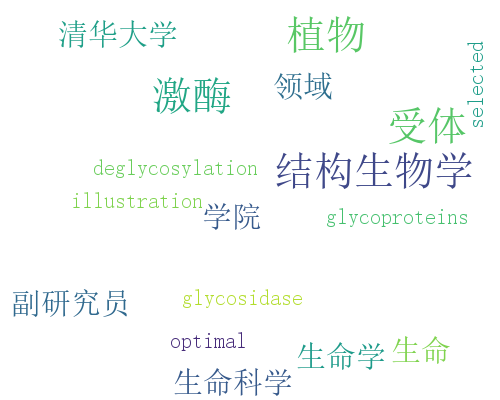 清华大学
植物
selected
领域
激酶
受体
结构生物学
deglycosylation
illustration
学院
glycoproteins
副研究员
glycosidase
optimal
生命学
生命
生命科学